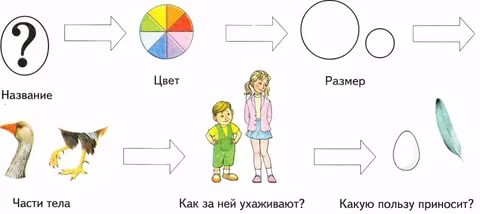 ?
Название
Цвет
Размер
Части тела
Как за ней ухаживают?
Какую пользу приносит?